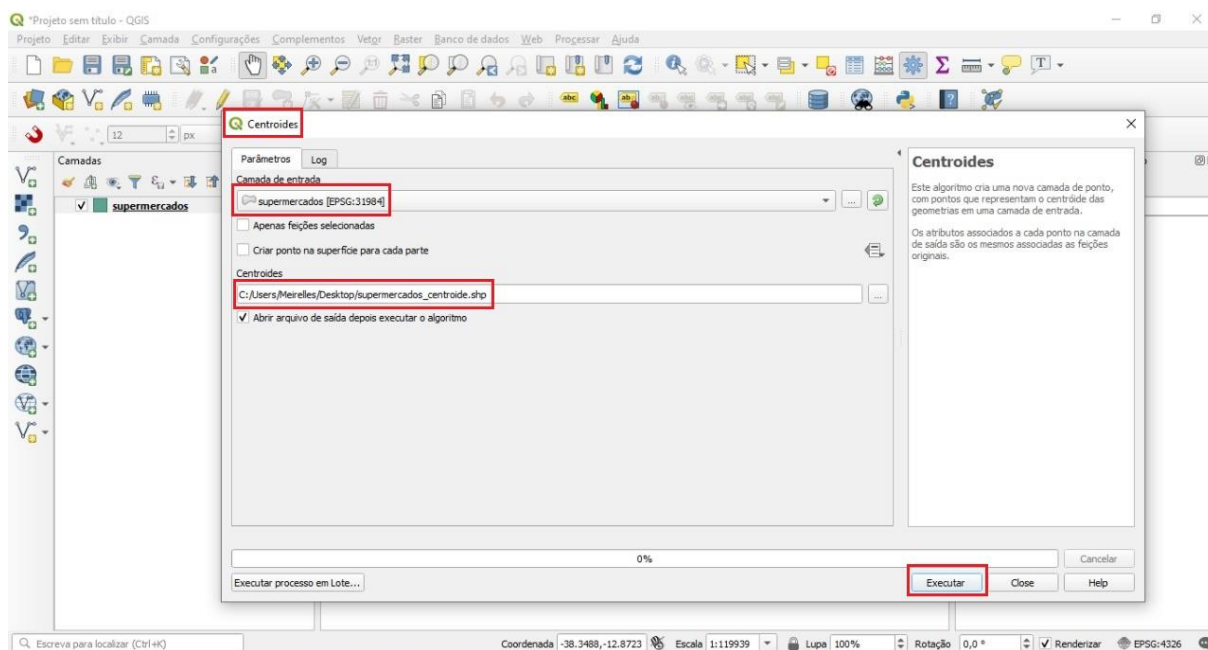 *Projeto sem título - QGIS
Projeto Editar Exibir Camada Configurações Complementos Vetor Raster Banco de dados Web Processar Ajuda
abc
ab
T
12 px
Camadas
supermercados
Centroides
Parâmetros Log
Camada de entrada
supermercados [EPSG:31984]
...
Apenas feições selecionadas
Criar ponto na superfície para cada parte
Centroides
C:/Users/Meirelles/Desktop/supermercados_centroide.shp
...
Abrir arquivo de saída depois executar o algoritmo
Centroides
Este algoritmo cria uma nova camada de ponto,
com pontos que representam o centróide das
geometrias em uma camada de entrada.
Os atributos associados a cada ponto na camada
de saída são os mesmos associadas as feições
originais.
0%
Cancelar
Executar processo em Lote...
Executar Close Help
Escreva para localizar (Ctrl+K)
Coordenada -38.3488,-12.8723 Escala 1:119939 Lupa 100% Rotação 0,0 ° Renderizar EPSG:4326